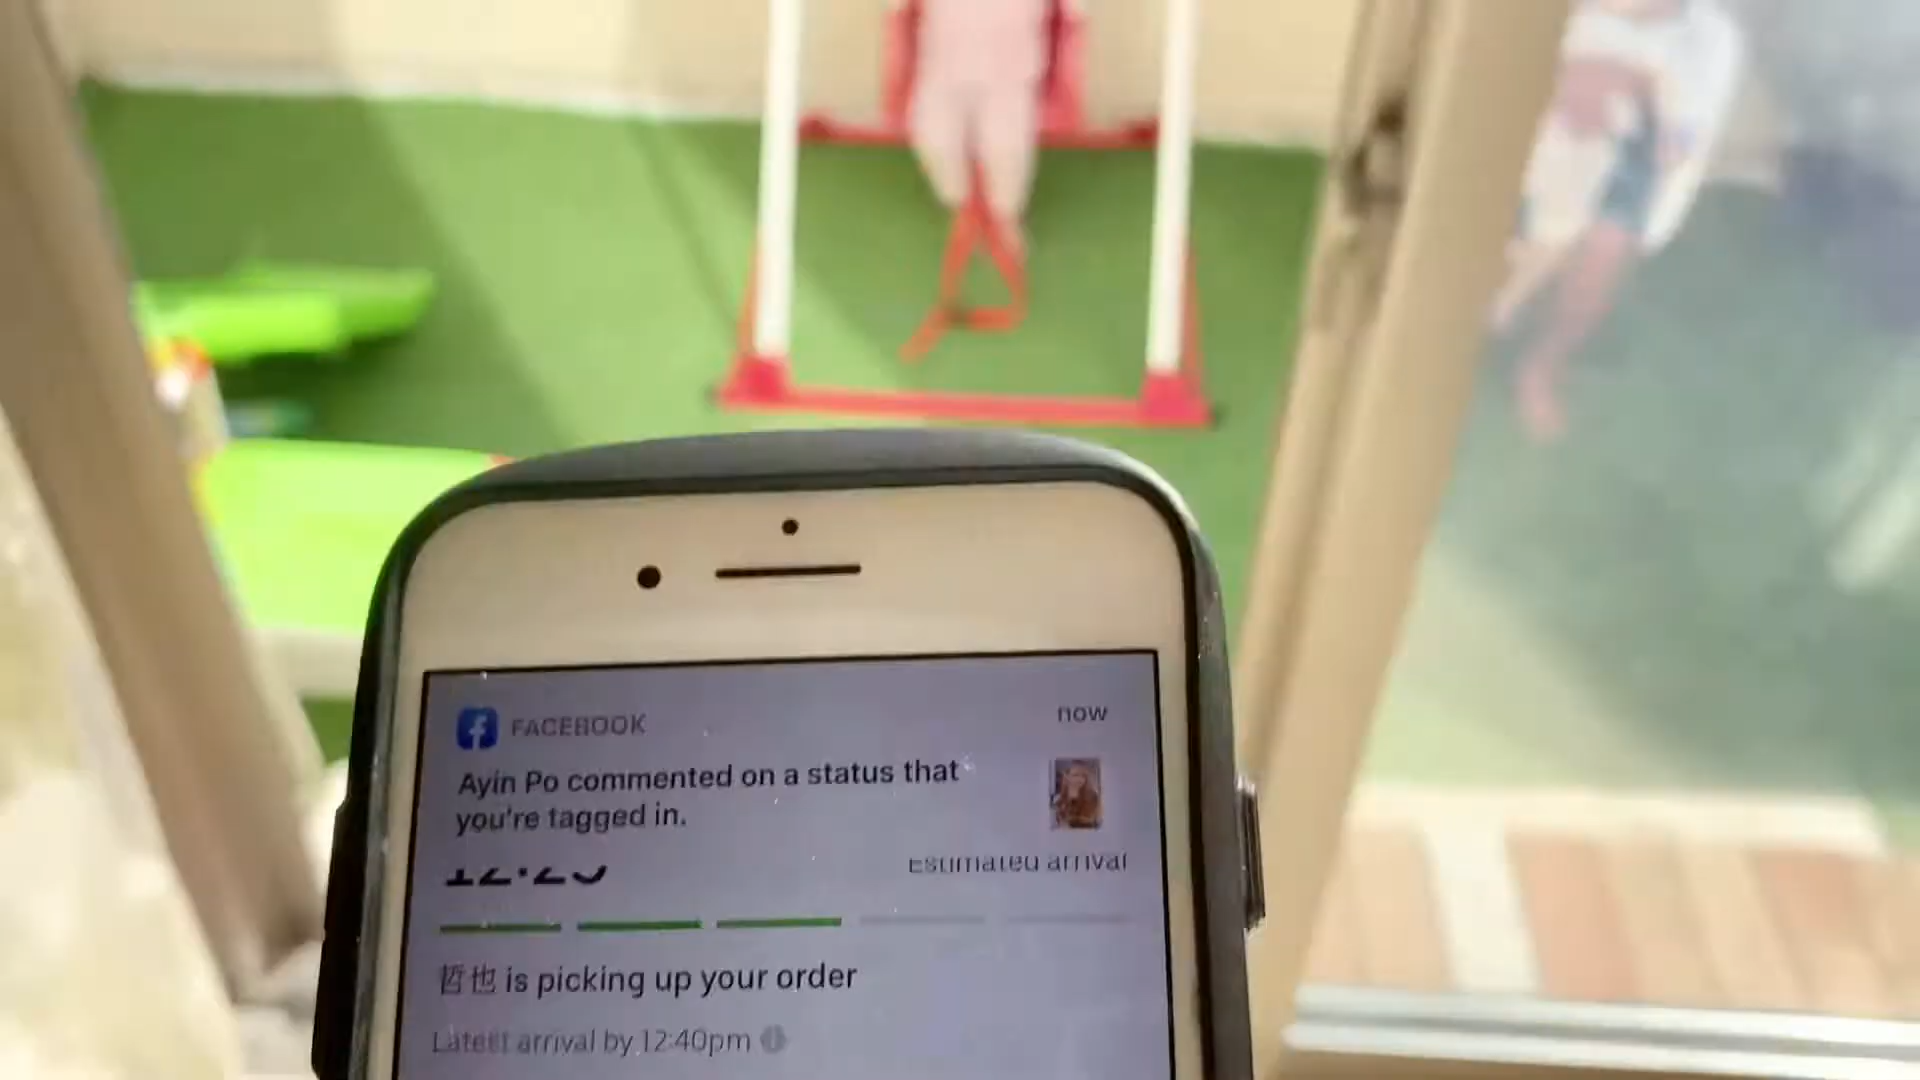 FACEBOOK
now
Ayin Po commented on a status that
you're tagged in.
Estimated arrival
哲也 is picking up your order
Latest arrival by 12:40pm